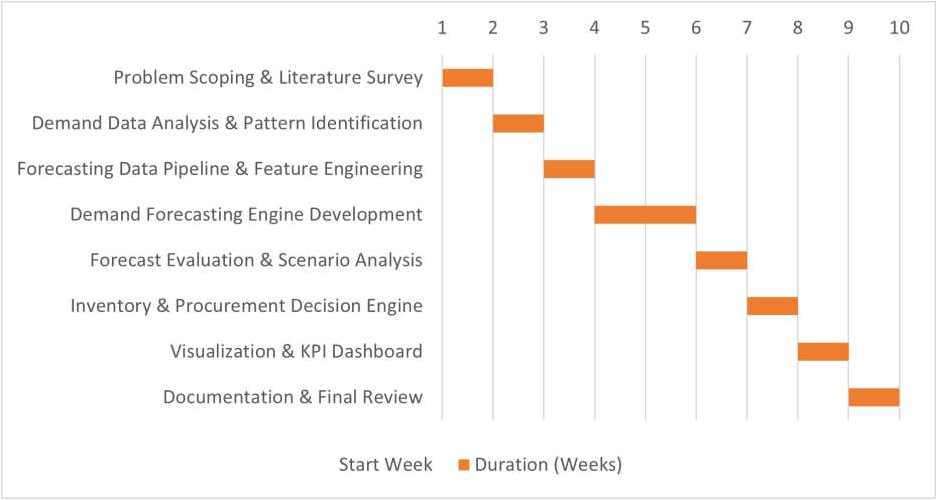 1 2 3 4 5 6 7 8 9 10
Problem Scoping & Literature Survey
Demand Data Analysis & Pattern Identification
Forecasting Data Pipeline & Feature Engineering
Demand Forecasting Engine Development
Forecast Evaluation & Scenario Analysis
Inventory & Procurement Decision Engine
Visualization & KPI Dashboard
Documentation & Final Review
Start Week Duration (Weeks)